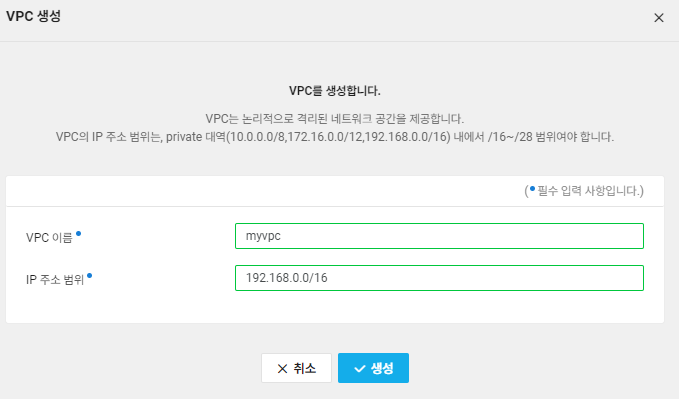 VPC 생성
VPC를 생성합니다.
VPC는 논리적으로 격리된 네트워크 공간을 제공합니다.
VPC의 IP 주소 범위는, private 대역(10.0.0.0/8,172.16.0.0/12,192.168.0.0/16) 내에서 /16~/28 범위여야 합니다.
(• 필수 입력 사항입니다.)
VPC 이름 • myvpc
IP 주소 범위 • 192.168.0.0/16
취소 생성